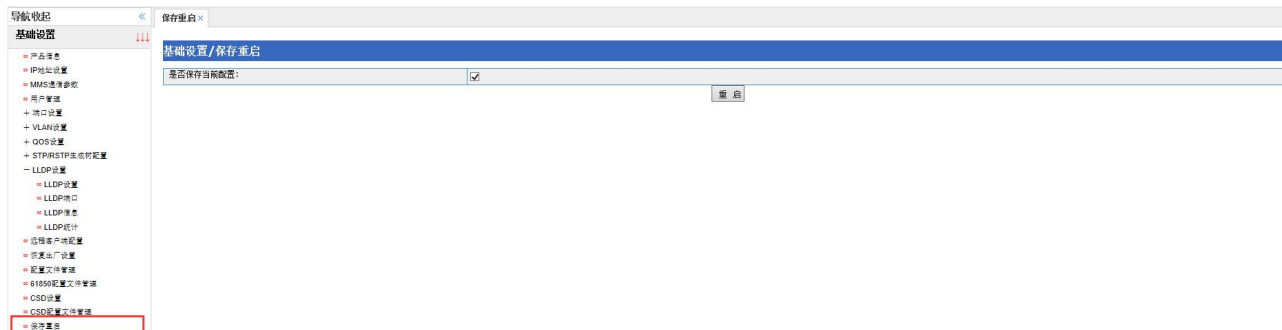 导航收起 «
保存重启×
基础设置 ↓↓↓
∞ 产品信息
∞ IP地址设置
∞ MMS通信参数
∞ 用户管理
+ 端口设置
+ VLAN设置
+ QOS设置
+ STP/RSTP生成树配置
－ LLDP设置
∞ LLDP设置
∞ LLDP端口
∞ LLDP信息
∞ LLDP统计
∞ 远程客户端配置
∞ 恢复出厂设置
∞ 配置文件管理
∞ 61850配置文件管理
∞ CSD设置
∞ CSD配置文件管理
∞ 保存重启
基础设置/保存重启
是否保存当前配置：
重 启